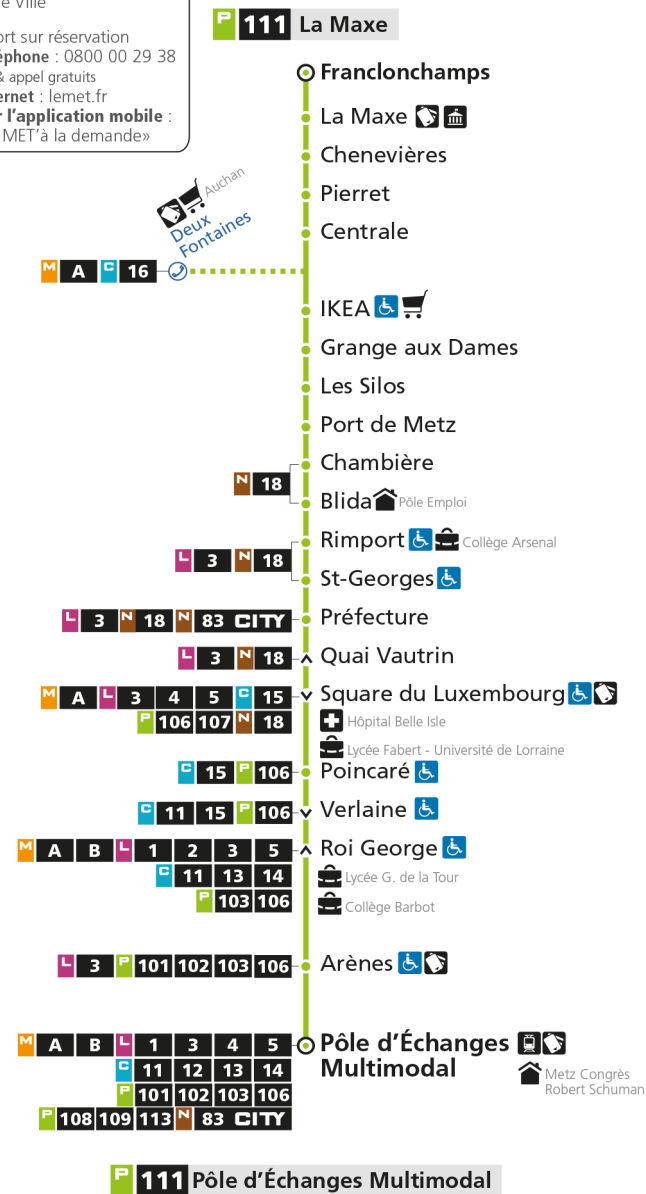 P 111 La Maxe
e Ville
ort sur réservation
éphone : 0800 00 29 38
& appel gratuits
ernet : lemet.fr
r l’application mobile :
MET’à la demande»
Franclonchamps
La Maxe
Chenevières
Pierret
Centrale
Auchan
Deux
Fontaines
M A C 16
IKEA
Grange aux Dames
Les Silos
Port de Metz
Chambière
N 18
Blida Pôle Emploi
Rimport Collège Arsenal
L 3 N 18
St-Georges
L 3 N 18 N 83 CITY Préfecture
L 3 N 18 Quai Vautrin
M A L 3 4 5 C 15 Square du Luxembourg
P 106 107 N 18 Hôpital Belle Isle
Lycée Fabert - Université de Lorraine
C 15 P 106 Poincaré
C 11 15 P 106 Verlaine
M A B L 1 2 3 5 Roi George
C 11 13 14 Lycée G. de la Tour
P 103 106 Collège Barbot
L 3 P 101 102 103 106 Arènes
M A B L 1 3 4 5 Pôle d’Échanges
C 11 12 13 14 Multimodal
Metz Congrès
Robert Schuman
P 101 102 103 106
P 108 109 113 N 83 CITY
P 111 Pôle d’Échanges Multimodal